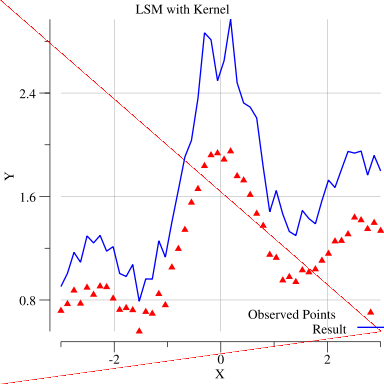 LSM with Kernel
2.4
Y
1.6
0.8
Observed Points
Result
-2
0
2
X